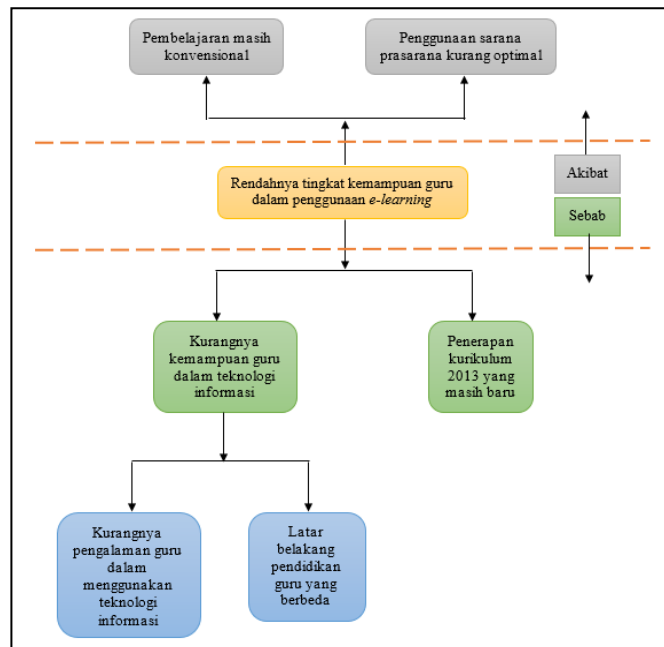 Pembelajaran masih
konvensional
Penggunaan sarana
prasarana kurang optimal
Rendahnya tingkat kemampuan guru
dalam penggunaan e-learning
Akibat
Sebab
Kurangnya
kemampuan guru
dalam teknologi
informasi
Penerapan
kurikulum
2013 yang
masih baru
Kurangnya
pengalaman guru
dalam
menggunakan
teknologi
informasi
Latar
belakang
pendidikan
guru yang
berbeda